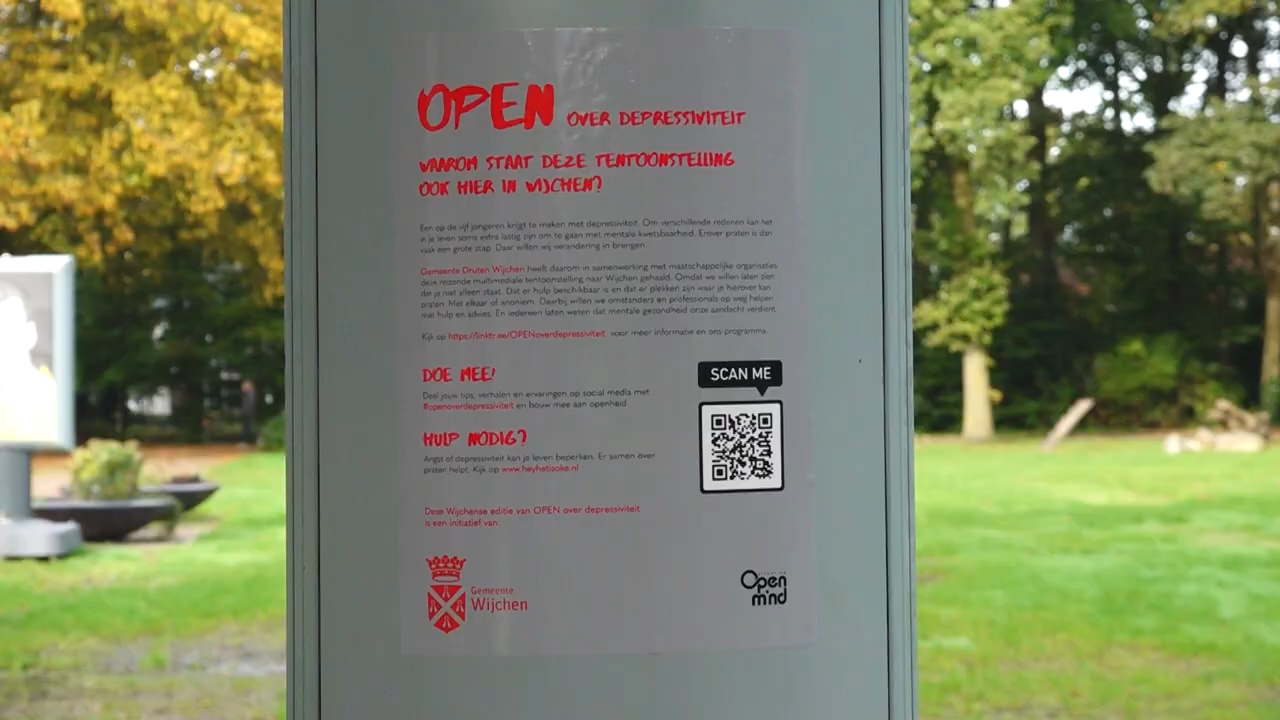 OPEN OVER DEPRESSIVITEIT
WAAROM STAAT DEZE TENTOONSTELLING
OOK HIER IN WIJCHEN?
Een op de vijf jongeren krijgt te maken met depressiviteit. Om verschillende redenen kan het
in je leven soms extra lastig zijn om te gaan met mentale kwetsbaarheid. Erover praten is dan
vaak een grote stap. Daar willen wij verandering in brengen.
Gemeente Druten Wijchen heeft daarom in samenwerking met maatschappelijke organisaties
deze reizende multimediale tentoonstelling naar Wijchen gehaald. Omdat we willen laten zien
dat je niet alleen staat. Dat er hulp beschikbaar is en dat er plekken zijn waar je hierover kan
praten. Met elkaar of anoniem. Daarbij willen we omstanders en professionals op weg helpen
met hulp en advies. En iedereen laten weten dat mentale gezondheid onze aandacht verdient.
Kijk op https://linktr.ee/OPENoverdepressiviteit voor meer informatie en ons programma.
DOE MEE!
Deel jouw tips, verhalen en ervaringen op social media met
#openoverdepressiviteit en bouw mee aan openheid.
SCAN ME
HULP NODIG?
Angst of depressiviteit kan je leven beperken. Er samen over
praten helpt. Kijk op www.heyhetisoke.nl
Deze Wijchense editie van OPEN over depressiviteit
is een initiatief van:
Gemeente
Wijchen
Open
mind